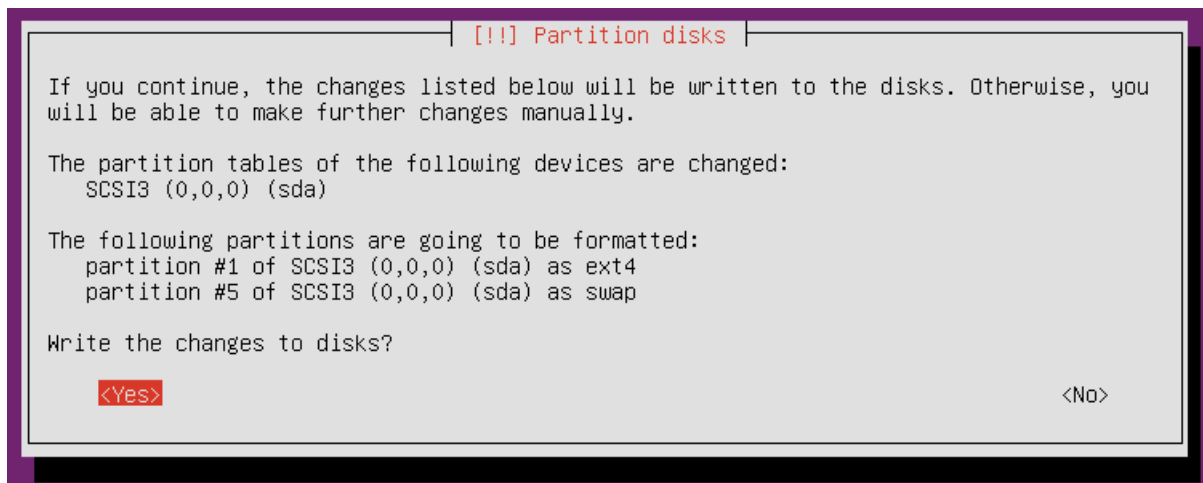 [!!] Partition disks
If you continue, the changes listed below will be written to the disks. Otherwise, you
will be able to make further changes manually.
The partition tables of the following devices are changed:
SCSI3 (0,0,0) (sda)
The following partitions are going to be formatted:
partition #1 of SCSI3 (0,0,0) (sda) as ext4
partition #5 of SCSI3 (0,0,0) (sda) as swap
Write the changes to disks?
<Yes> <No>